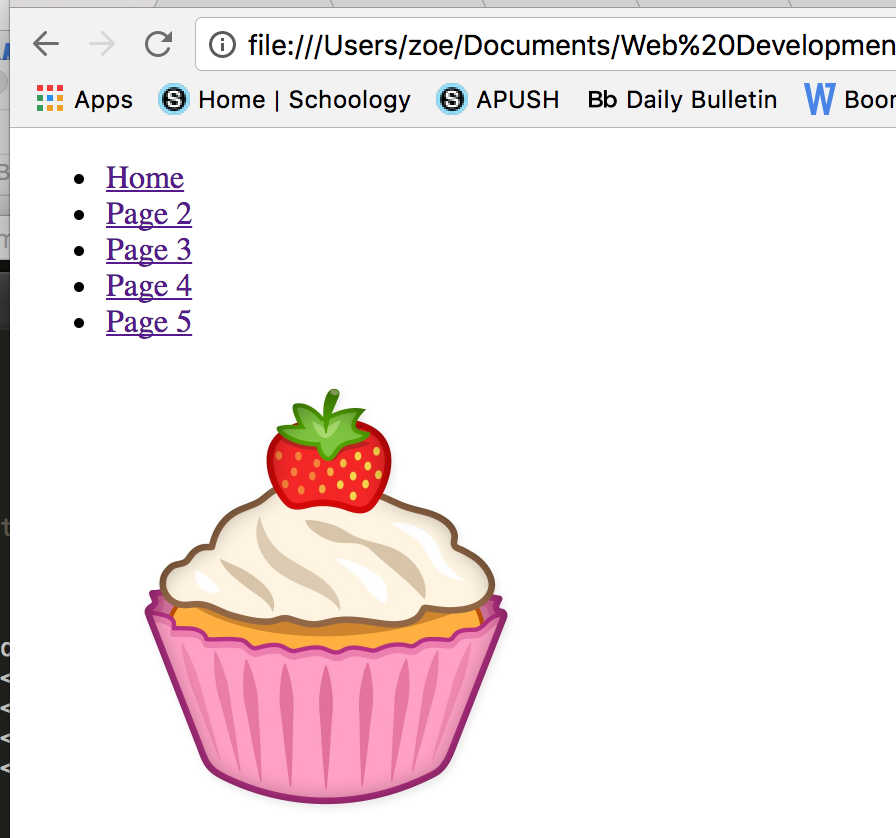 file:///Users/zoe/Documents/Web%20Developmen
Apps Home | Schoology APUSH Bb Daily Bulletin Boor
Home
Page 2
Page 3
Page 4
Page 5